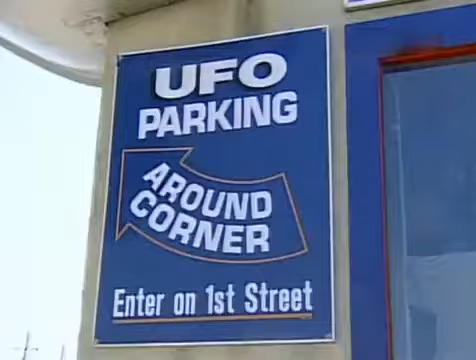 UFO
PARKING
AROUND
CORNER
Enter on 1st Street